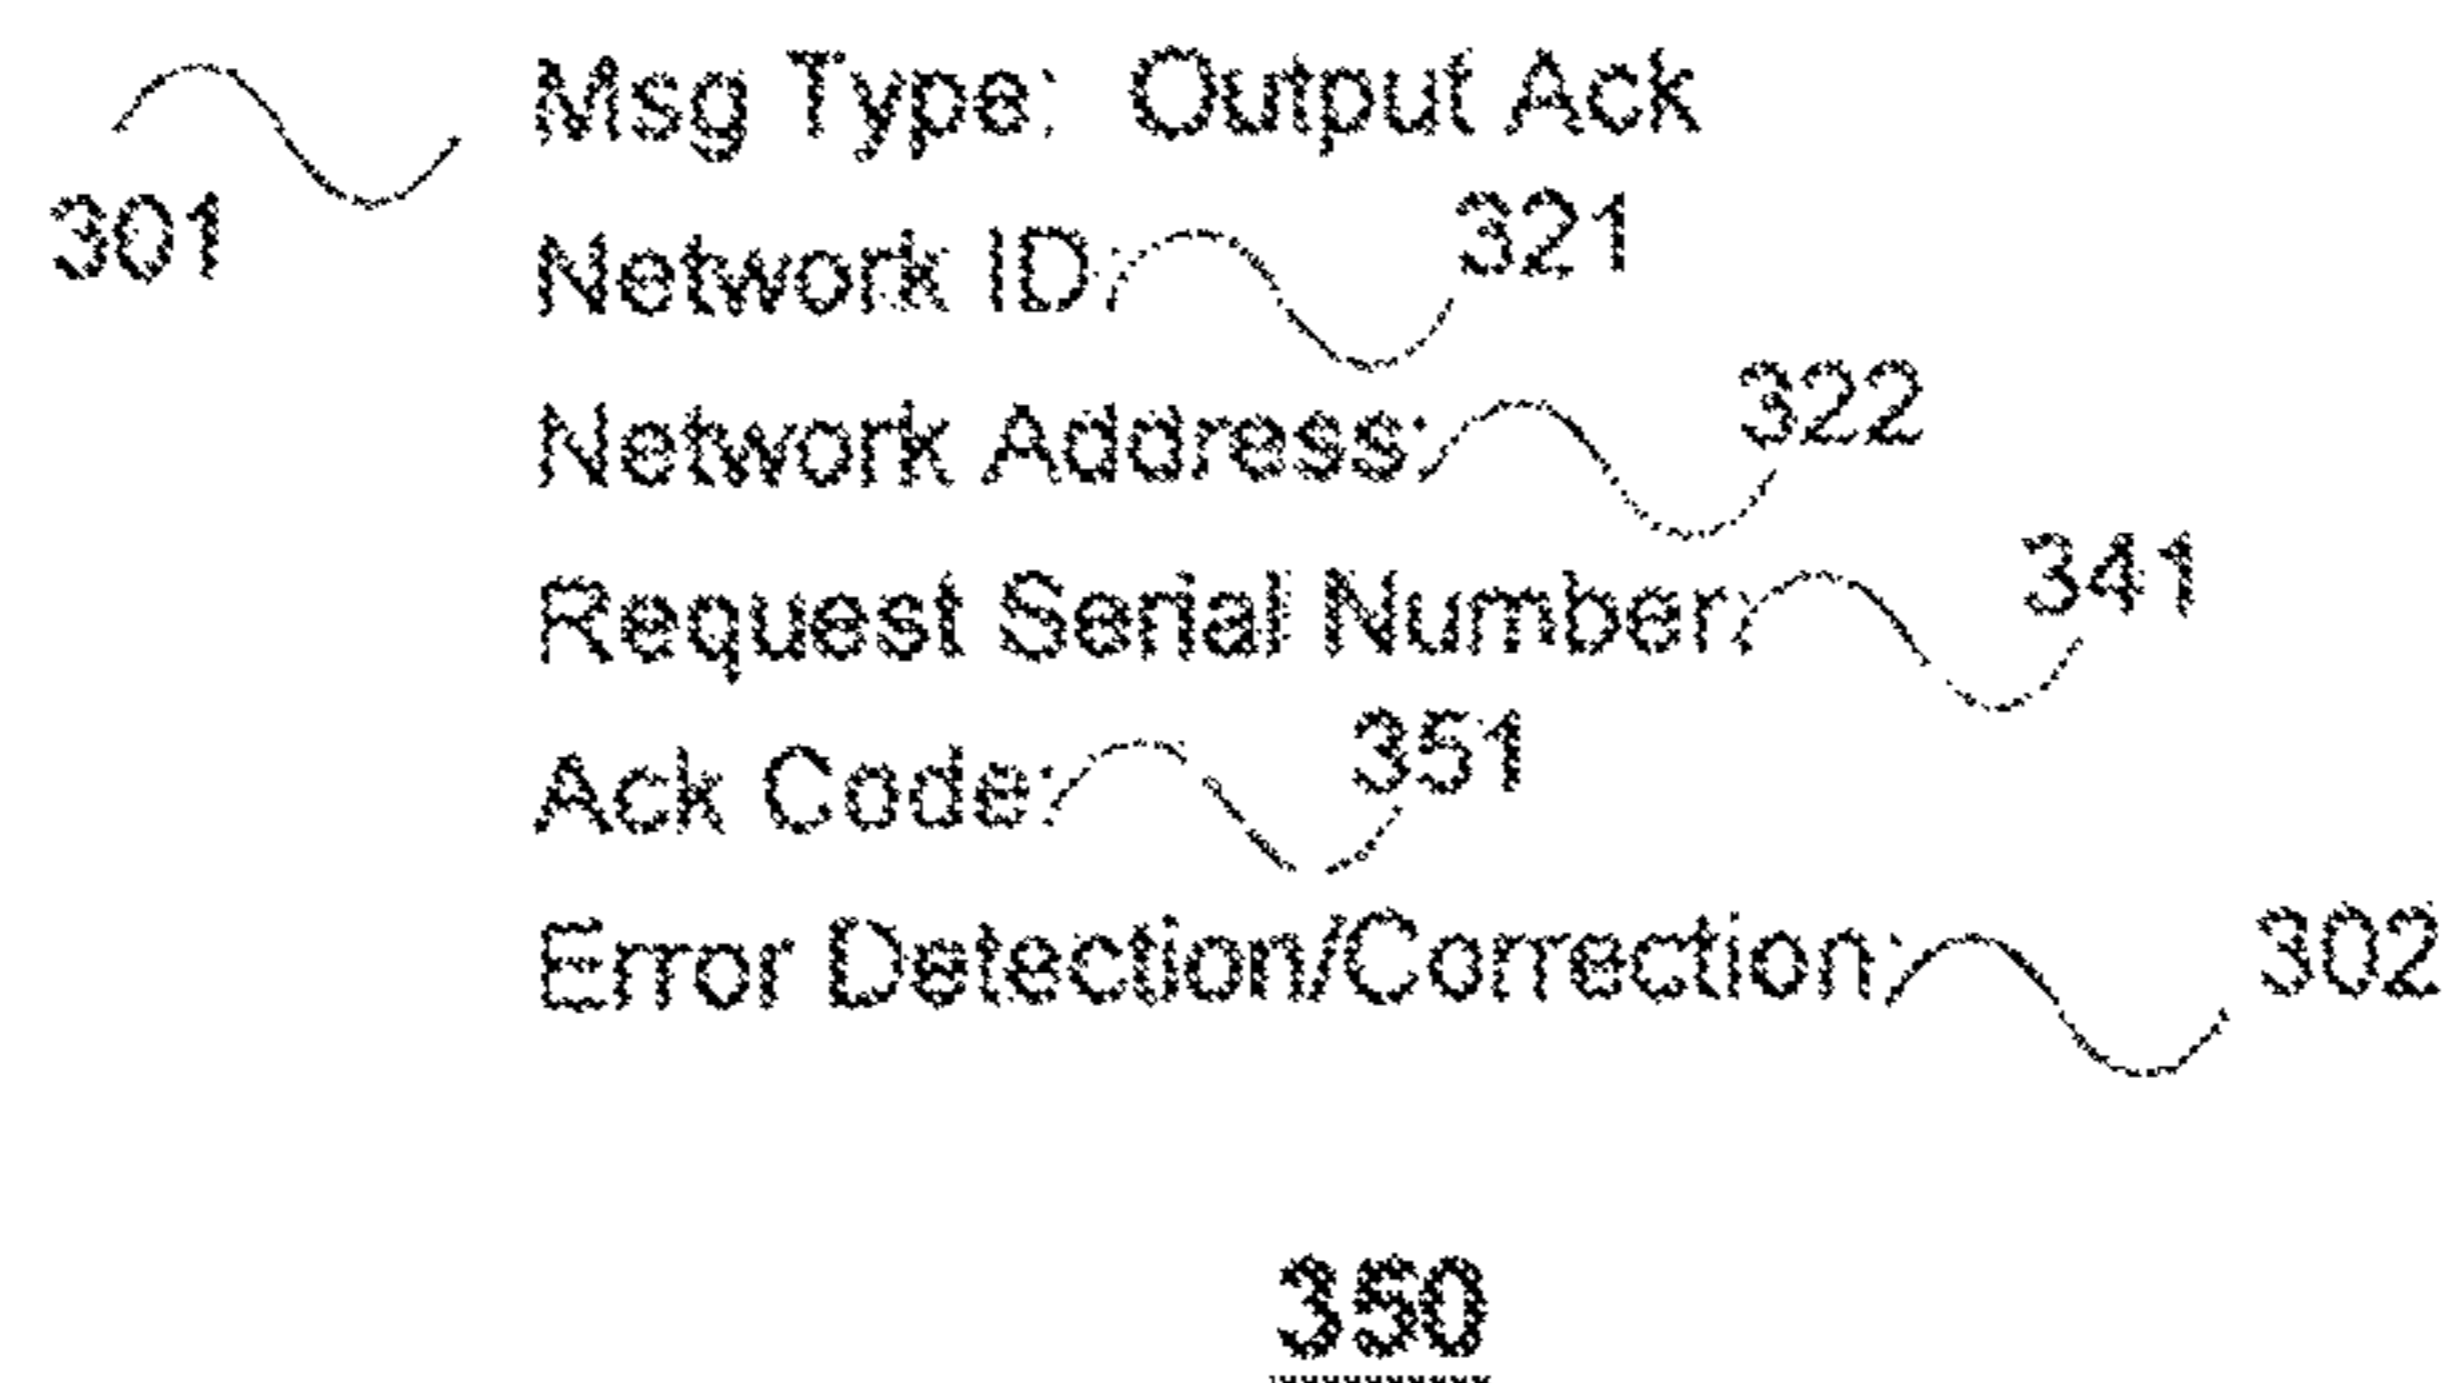 Msg Type: Output Ack
301
Network ID: 321
Network Address: 322
Request Serial Number: 341
Ack Code: 351
Error Detection/Correction: 302
350